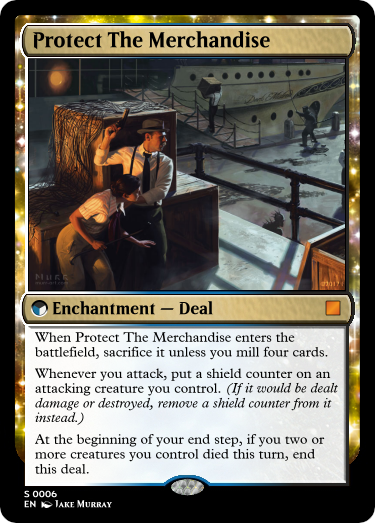 Protect The Merchandise
Enchantment — Deal
When Protect The Merchandise enters the
battlefield, sacrifice it unless you mill four cards.
Whenever you attack, put a shield counter on an
attacking creature you control. (If it would be dealt
damage or destroyed, remove a shield counter from it
instead.)
At the beginning of your end step, if you two or
more creatures you control died this turn, end
this deal.
S 0006
EN Jake Murray